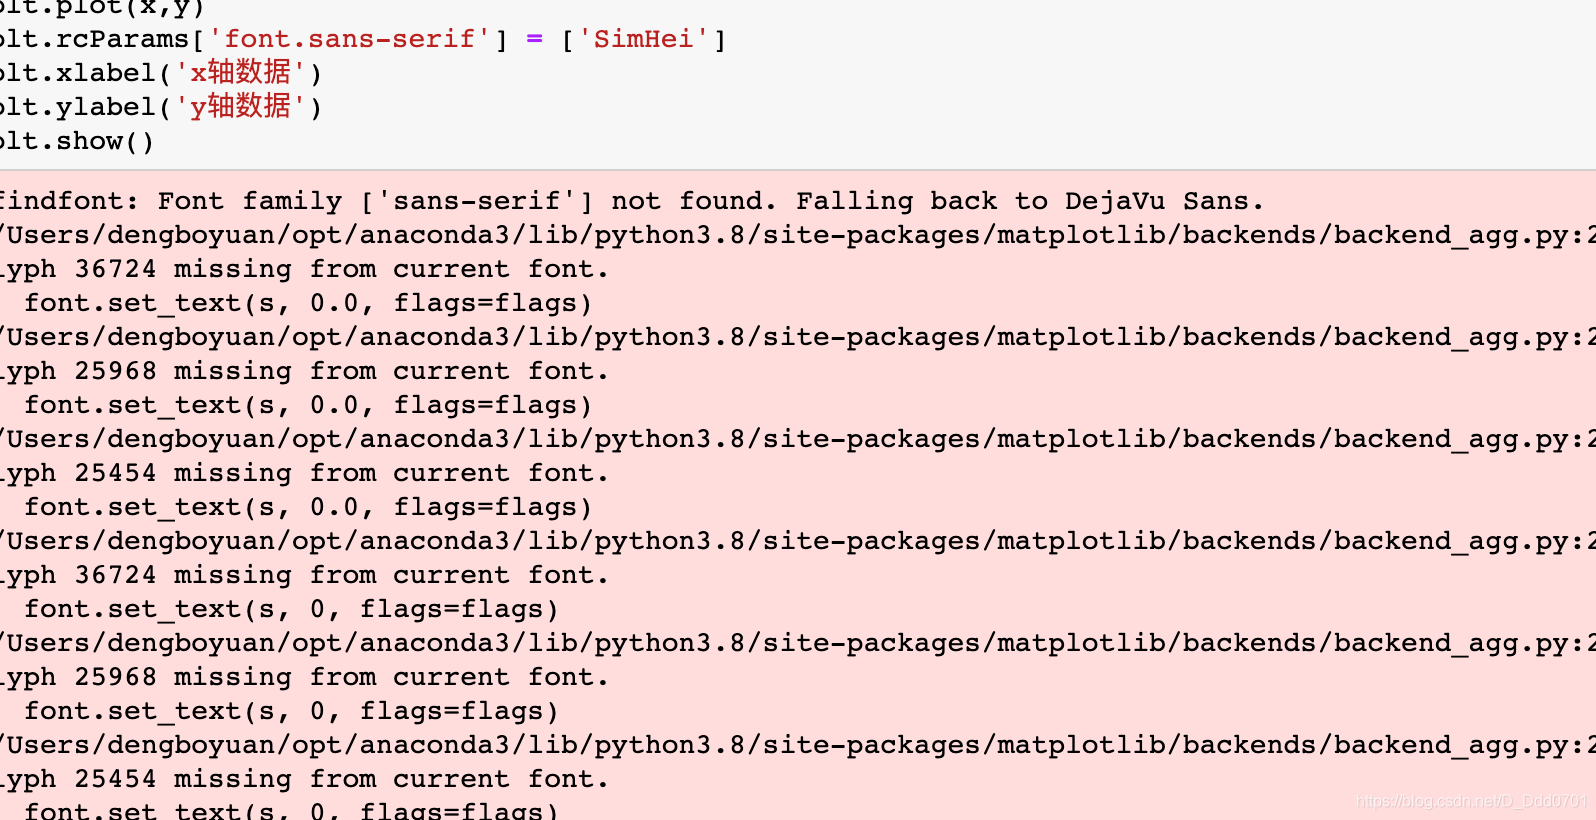 plt.plot(x,y)
plt.rcParams['font.sans-serif'] = ['SimHei']
plt.xlabel('x轴数据')
plt.ylabel('y轴数据')
plt.show()
findfont: Font family ['sans-serif'] not found. Falling back to DejaVu Sans.
/Users/dengboyuan/opt/anaconda3/lib/python3.8/site-packages/matplotlib/backends/backend_agg.py:2
lyph 36724 missing from current font.
font.set_text(s, 0.0, flags=flags)
/Users/dengboyuan/opt/anaconda3/lib/python3.8/site-packages/matplotlib/backends/backend_agg.py:2
lyph 25968 missing from current font.
font.set_text(s, 0.0, flags=flags)
/Users/dengboyuan/opt/anaconda3/lib/python3.8/site-packages/matplotlib/backends/backend_agg.py:2
lyph 25454 missing from current font.
font.set_text(s, 0.0, flags=flags)
/Users/dengboyuan/opt/anaconda3/lib/python3.8/site-packages/matplotlib/backends/backend_agg.py:2
lyph 36724 missing from current font.
font.set_text(s, 0, flags=flags)
/Users/dengboyuan/opt/anaconda3/lib/python3.8/site-packages/matplotlib/backends/backend_agg.py:2
lyph 25968 missing from current font.
font.set_text(s, 0, flags=flags)
/Users/dengboyuan/opt/anaconda3/lib/python3.8/site-packages/matplotlib/backends/backend_agg.py:2
lyph 25454 missing from current font.
font.set_text(s, 0, flags=flags)
https://blog.csdn.net/D_Ddd0701